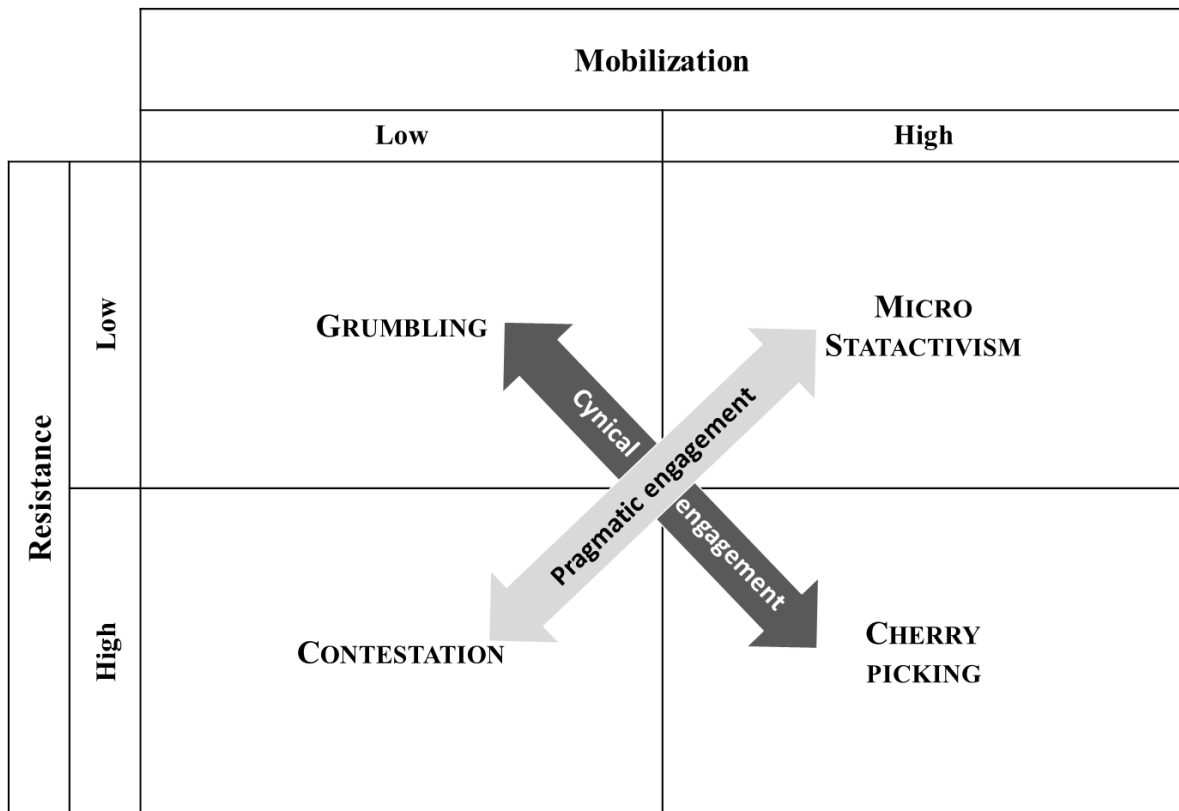 Mobilization
Low
High
Resistance
Low
GRUMBLING
MICRO
STATACTIVISM
Cynical
engagement
Pragmatic engagement
High
CONTESTATION
CHERRY
PICKING